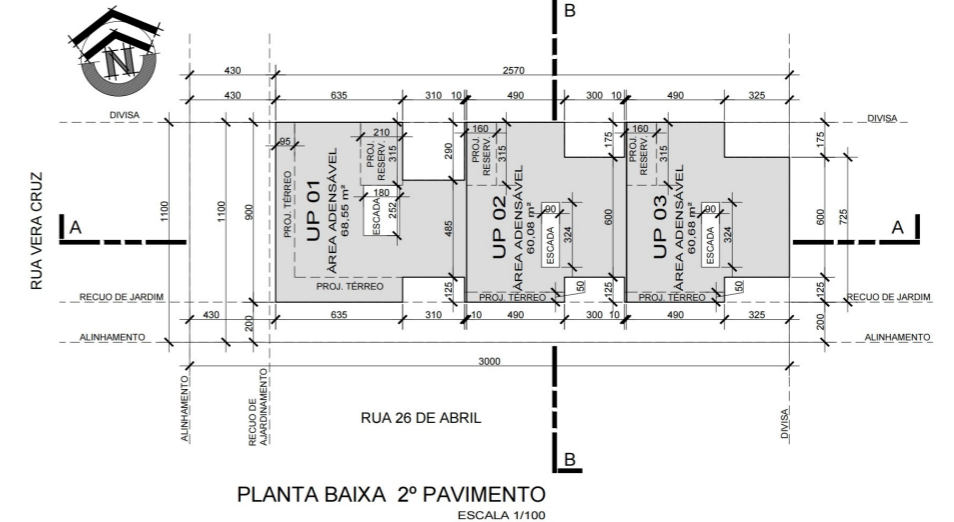 B
N
430
2570
430
635
310
10
490
300
10
490
325
DIVISA
DIVISA
95
210
PROJ. RESERV.
315
290
160
PROJ. RESERV.
315
175
160
PROJ. RESERV.
315
175
RUA VERA CRUZ
A
1100
1100
900
PROJ. TÉRREO
UP 01
ÁREA ADENSÁVEL
68,55 m²
180
ESCADA
252
485
UP 02
ÁREA ADENSÁVEL
60,08 m²
90
ESCADA
324
600
UP 03
ÁREA ADENSÁVEL
60,68 m²
90
ESCADA
324
600
725
A
PROJ. TÉRREO
125
PROJ. TÉRREO
50
125
PROJ. TÉRREO
50
125
RECUO DE JARDIM
RECUO DE JARDIM
430
200
635
310
10
490
300
10
490
325
200
ALINHAMENTO
ALINHAMENTO
3000
ALINHAMENTO
RECUO DE
AJARDINAMENTO
RUA 26 DE ABRIL
DIVISA
B
PLANTA BAIXA 2º PAVIMENTO
ESCALA 1/100